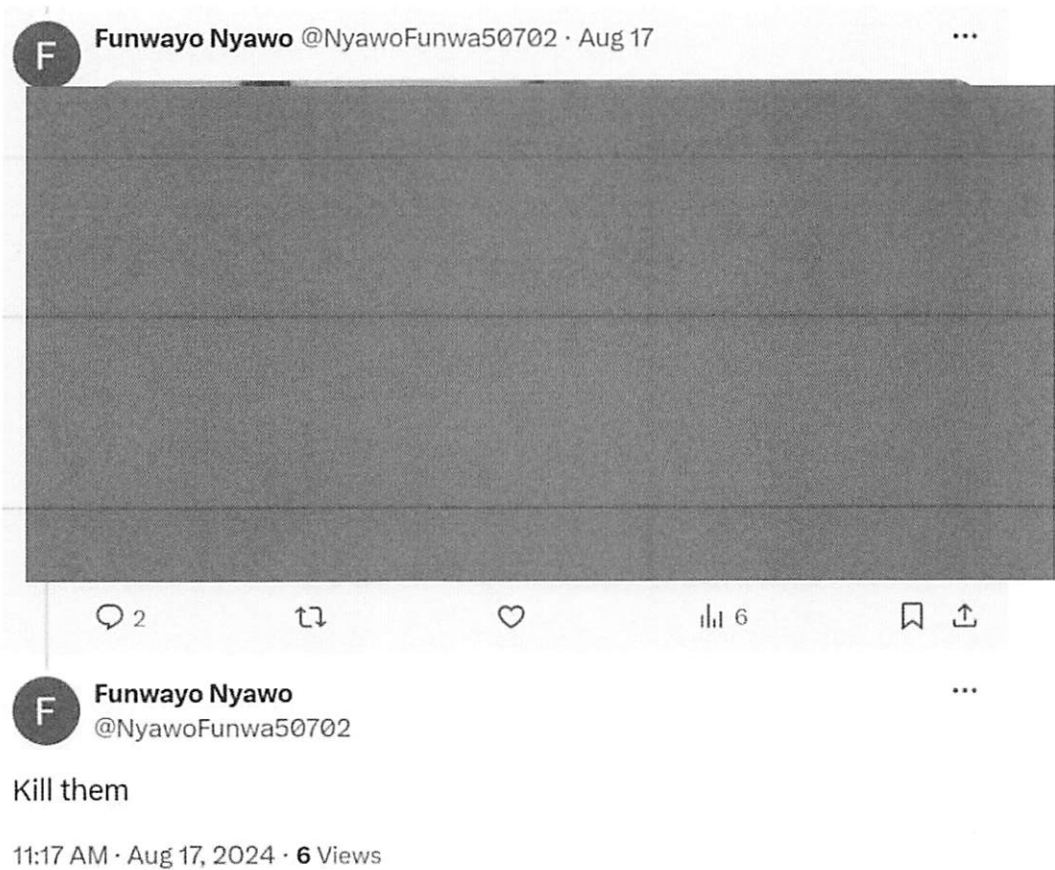 F
Funwayo Nyawo @NyawoFunwa50702 · Aug 17
2
6
F
Funwayo Nyawo
@NyawoFunwa50702
Kill them
11:17 AM · Aug 17, 2024 · 6 Views